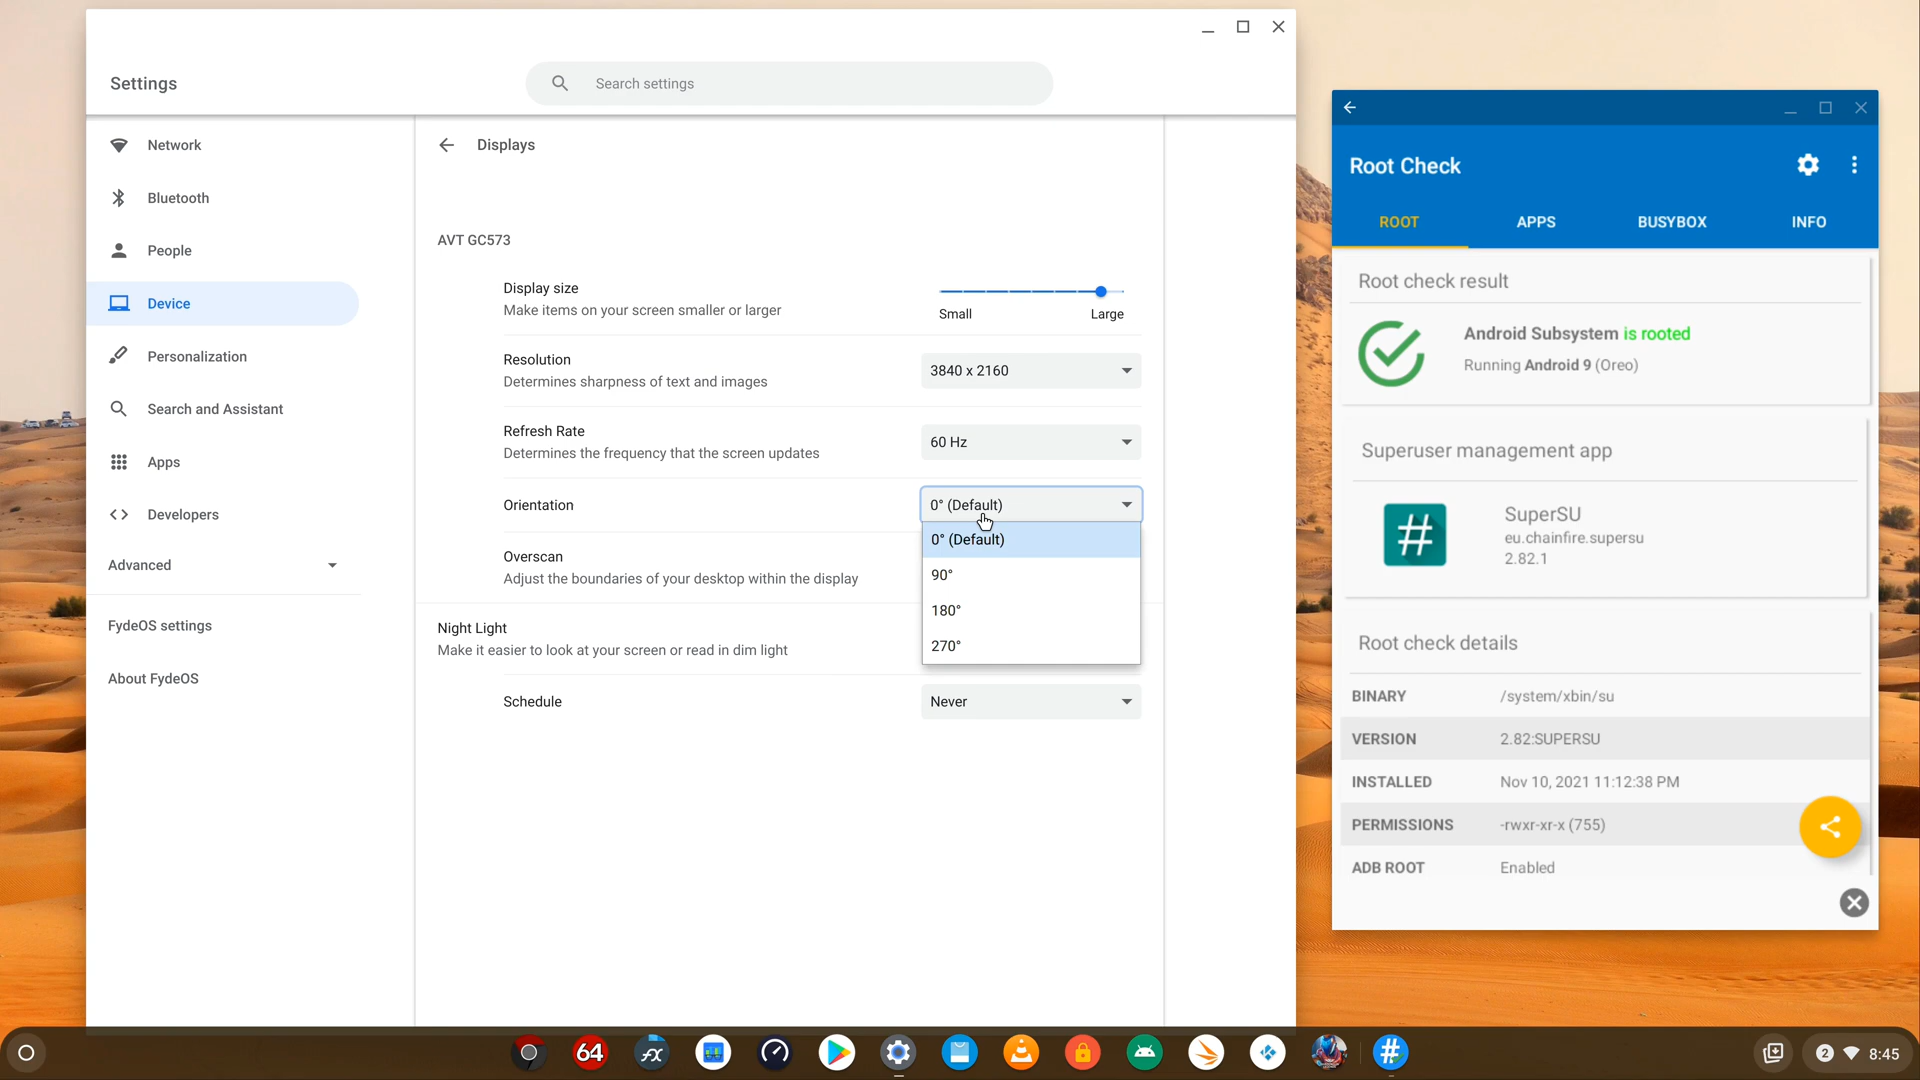 Settings
Search settings
Network
Bluetooth
People
Device
Personalization
Search and Assistant
Apps
Developers
Advanced
FydeOS settings
About FydeOS
Displays
AVT GC573
Display size
Make items on your screen smaller or larger
Small
Large
Resolution
Determines sharpness of text and images
3840 x 2160
Refresh Rate
Determines the frequency that the screen updates
60 Hz
Orientation
0° (Default)
0° (Default)
90°
180°
270°
Overscan
Adjust the boundaries of your desktop within the display
Night Light
Make it easier to look at your screen or read in dim light
Schedule
Never
Root Check
ROOT
APPS
BUSYBOX
INFO
Root check result
Android Subsystem is rooted
Running Android 9 (Oreo)
Superuser management app
#
SuperSU
eu.chainfire.supersu
2.82.1
Root check details
BINARY
/system/xbin/su
VERSION
2.82:SUPERSU
INSTALLED
Nov 10, 2021 11:12:38 PM
PERMISSIONS
-rwxr-xr-x (755)
ADB ROOT
Enabled
64
fx
#
2
8:45